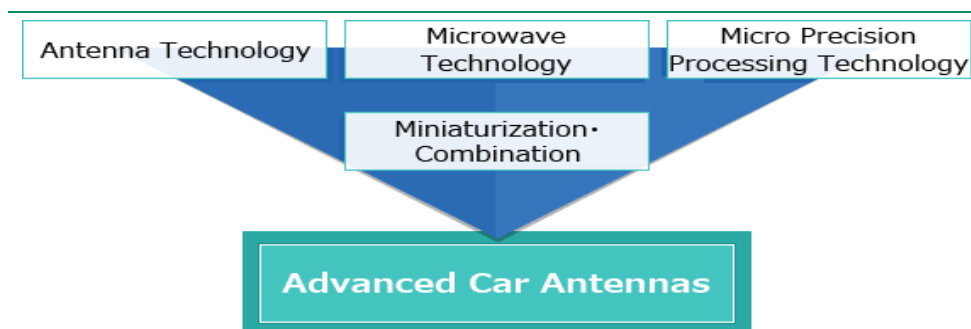 Antenna Technology
Microwave
Technology
Micro Precision
Processing Technology
Miniaturization・
Combination
Advanced Car Antennas